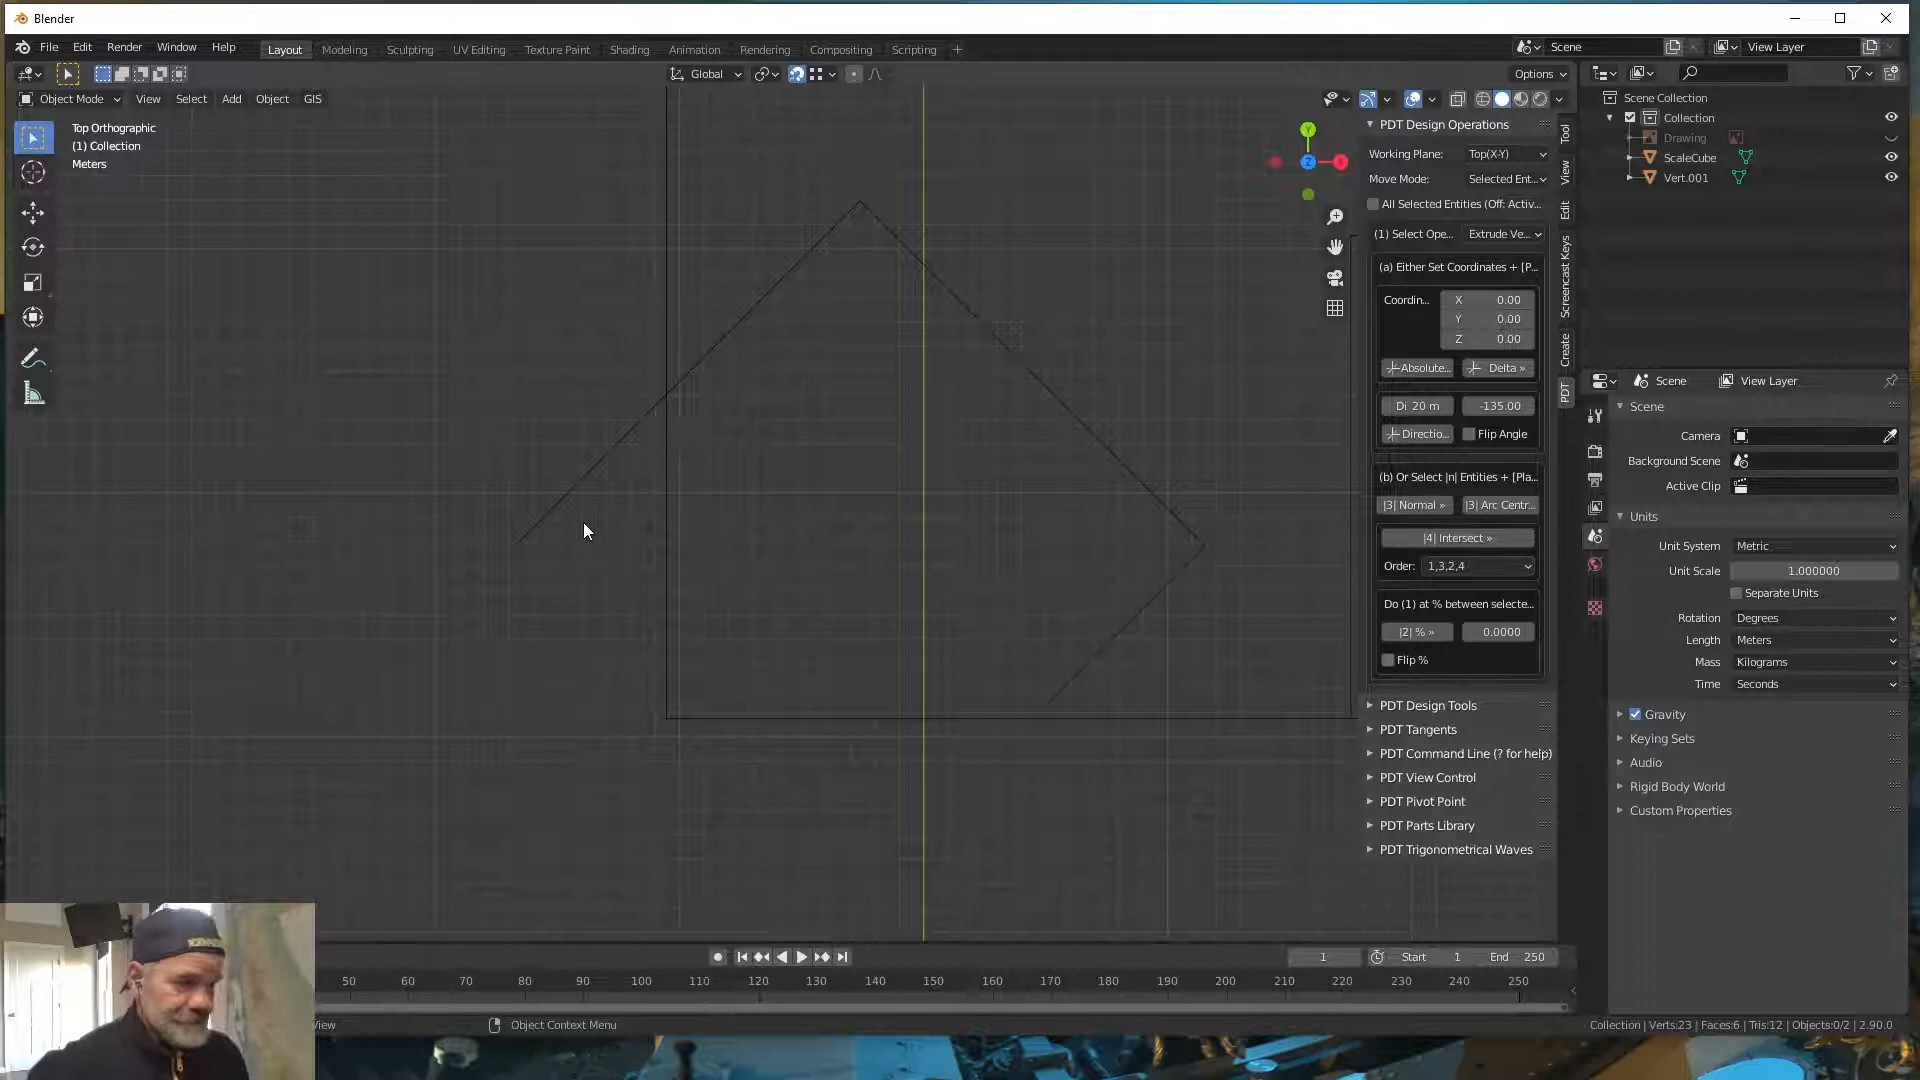 Blender
File Edit Render Window Help Layout Modeling Sculpting UV Editing Texture Paint Shading Animation Rendering Compositing Scripting + Scene View Layer
Global Options
Object Mode View Select Add Object GIS
Top Orthographic
(1) Collection
Meters
Y
Z
X
PDT Design Operations
Working Plane: Top(X-Y)
Move Mode: Selected Ent...
All Selected Entities (Off: Activ...
(1) Select Ope... Extrude Ve...
(a) Either Set Coordinates + [P...
Coordin... X 0.00
Y 0.00
Z 0.00
Absolute... Delta »
Di 20 m -135.00
Directio... Flip Angle
(b) Or Select |n| Entities + [Pla...
|3| Normal » |3| Arc Centr...
|4| Intersect »
Order: 1,3,2,4
Do (1) at % between selecte...
|2| % » 0.0000
Flip %
PDT Design Tools
PDT Tangents
PDT Command Line (? for help)
PDT View Control
PDT Pivot Point
PDT Parts Library
PDT Trigonometrical Waves
Tool
View
Edit
Screencast Keys
Create
PDT
Scene Collection
Collection
Drawing
ScaleCube
Vert.001
Scene View Layer
Scene
Camera
Background Scene
Active Clip
Units
Unit System Metric
Unit Scale 1.000000
Separate Units
Rotation Degrees
Length Meters
Mass Kilograms
Time Seconds
Gravity
Keying Sets
Audio
Rigid Body World
Custom Properties
1 Start 1 End 250
50 60 70 80 90 100 110 120 130 140 150 160 170 180 190 200 210 220 230 240 250
View Object Context Menu
Collection | Verts:23 | Faces:6 | Tris:12 | Objects:0/2 | 2.90.0